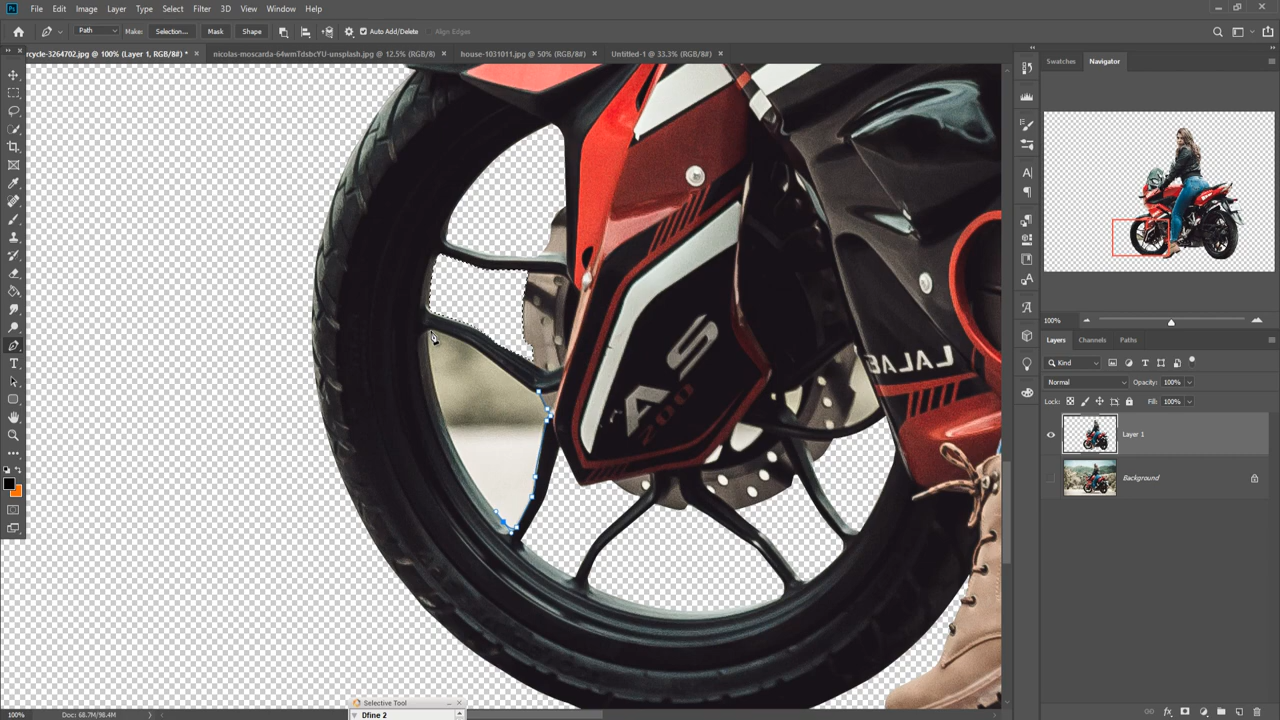 Ps File Edit Image Layer Type Select Filter 3D View Window Help
Path Make: Selection... Mask Shape Auto Add/Delete Align Edges
rcycle-3264702.jpg @ 100% (Layer 1, RGB/8#) * × nicolas-moscarda-64wmTdsbcYU-unsplash.jpg @ 12.5% (RGB/8) × house-1031011.jpg @ 50% (RGB/8#) × Untitled-1 @ 33.3% (RGB/8#) ×
Swatches Navigator
100%
Layers Channels Paths
Kind
Normal Opacity: 100%
Lock: Fill: 100%
Layer 1
Background
AS
200
LALAB
100% Doc: 68.7M/98.4M
Selective Tool
Dfine 2